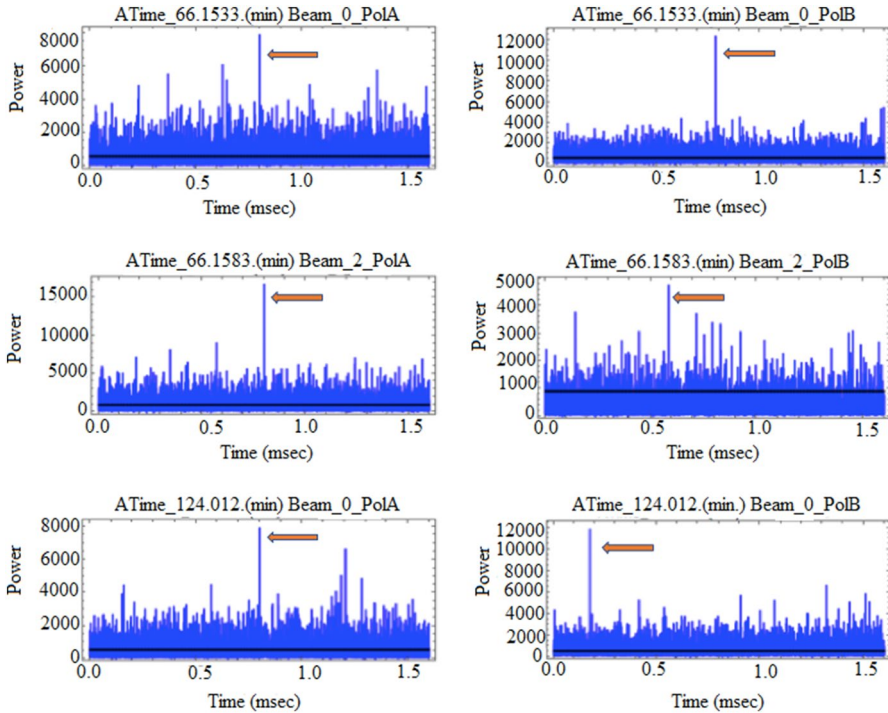 ATime_66.1533.(min) Beam_0_PolA
8000
6000
4000
2000
0
Power
0.0 0.5 1.0 1.5
Time (msec)
ATime_66.1533.(min) Beam_0_PolB
12000
10000
8000
6000
4000
2000
0
Power
0.0 0.5 1.0 1.5
Time (msec)
ATime_66.1583.(min) Beam_2_PolA
15000
10000
5000
0
Power
0.0 0.5 1.0 1.5
Time (msec)
ATime_66.1583.(min) Beam_2_PolB
5000
4000
3000
2000
1000
0
Power
0.0 0.5 1.0 1.5
Time (msec)
ATime_124.012.(min) Beam_0_PolA
8000
6000
4000
2000
0
Power
0.0 0.5 1.0 1.5
Time (msec)
ATime_124.012.(min.) Beam_0_PolB
12000
10000
8000
6000
4000
2000
0
Power
0.0 0.5 1.0 1.5
Time (msec)